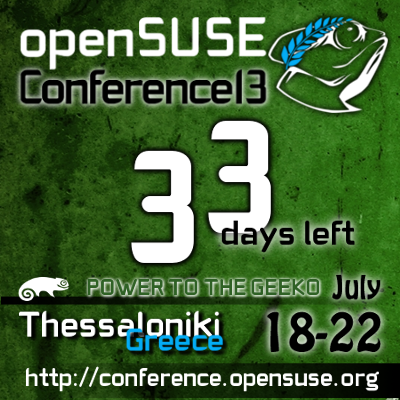 openSUSE
Conference13
33
days left
POWER TO THE GEEKO July
Thessaloniki
Greece
18-22
http://conference.opensuse.org